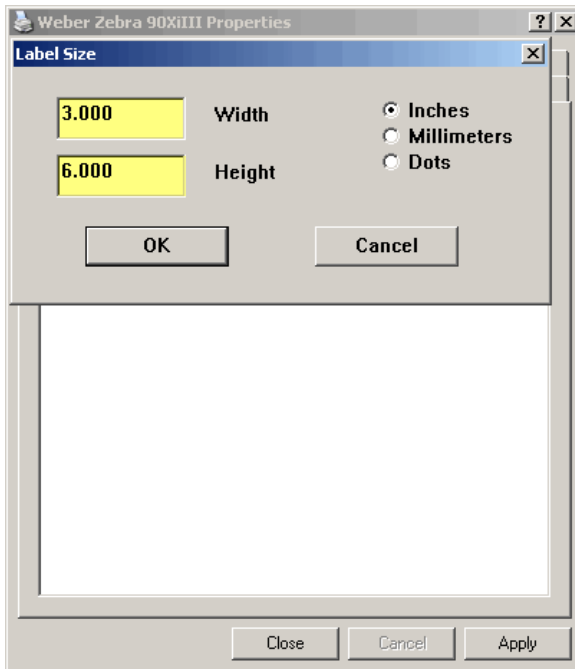 Weber Zebra 90XiIII Properties
Label Size
3.000 Width
6.000 Height
Inches
Millimeters
Dots
OK Cancel
Close Cancel Apply